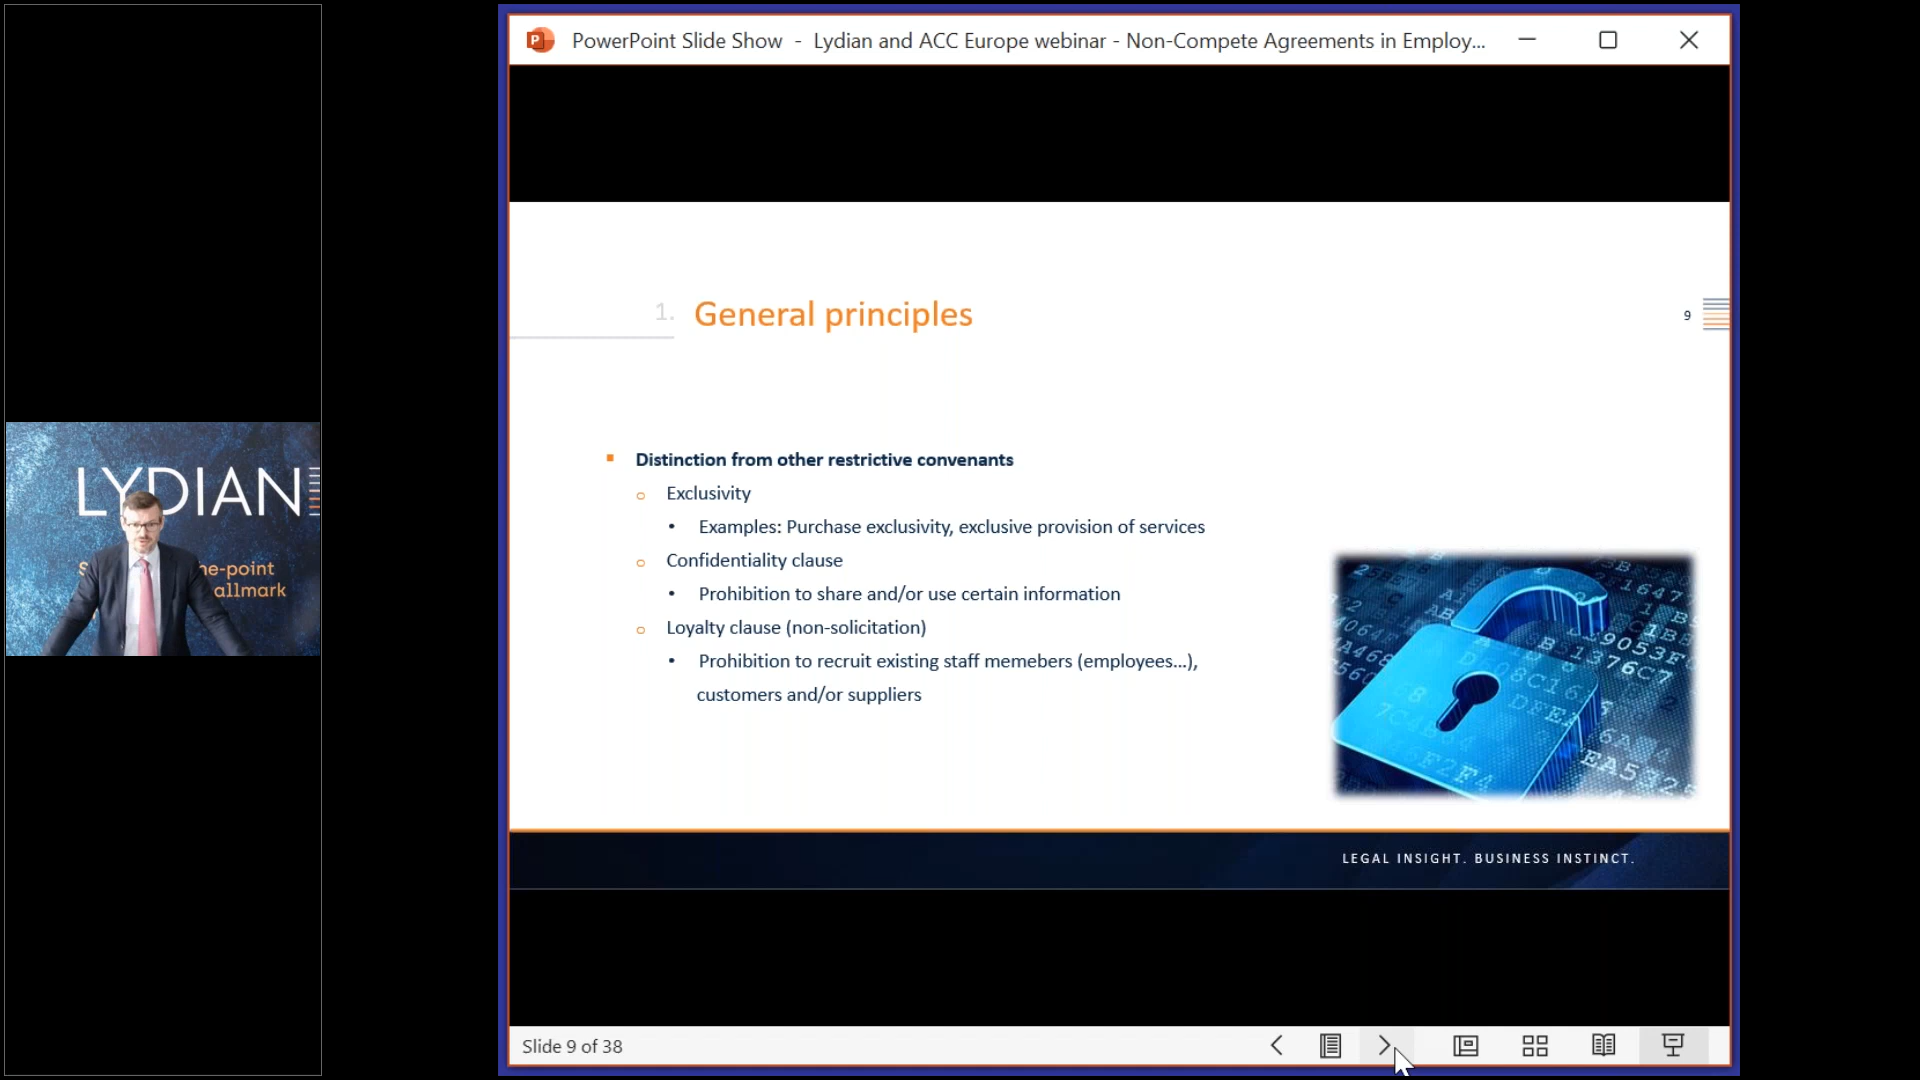 PowerPoint Slide Show - Lydian and ACC Europe webinar - Non-Compete Agreements in Employ...
1. General principles
9
Distinction from other restrictive convenants
Exclusivity
Examples: Purchase exclusivity, exclusive provision of services
Confidentiality clause
Prohibition to share and/or use certain information
Loyalty clause (non-solicitation)
Prohibition to recruit existing staff memebers (employees...),
customers and/or suppliers
LEGAL INSIGHT. BUSINESS INSTINCT.
Slide 9 of 38
LYDIAN